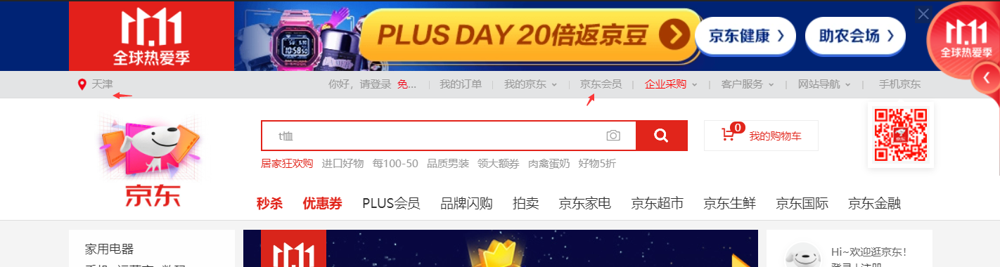 11.11
全球热爱季
PLUS DAY 20倍返京豆
京东健康
助农会场
11.11
全球热爱季
天津
你好，请登录 免...
我的订单
我的京东
京东会员
企业采购
客户服务
网站导航
手机京东
t恤
0
我的购物车
居家狂欢购 进口好物 每100-50 品质男装 领大额券 肉禽蛋奶 好物5折
京东
秒杀 优惠券 PLUS会员 品牌闪购 拍卖 京东家电 京东超市 京东生鲜 京东国际 京东金融
家用电器
11.11
Hi~欢迎逛京东!
登录 | 注册